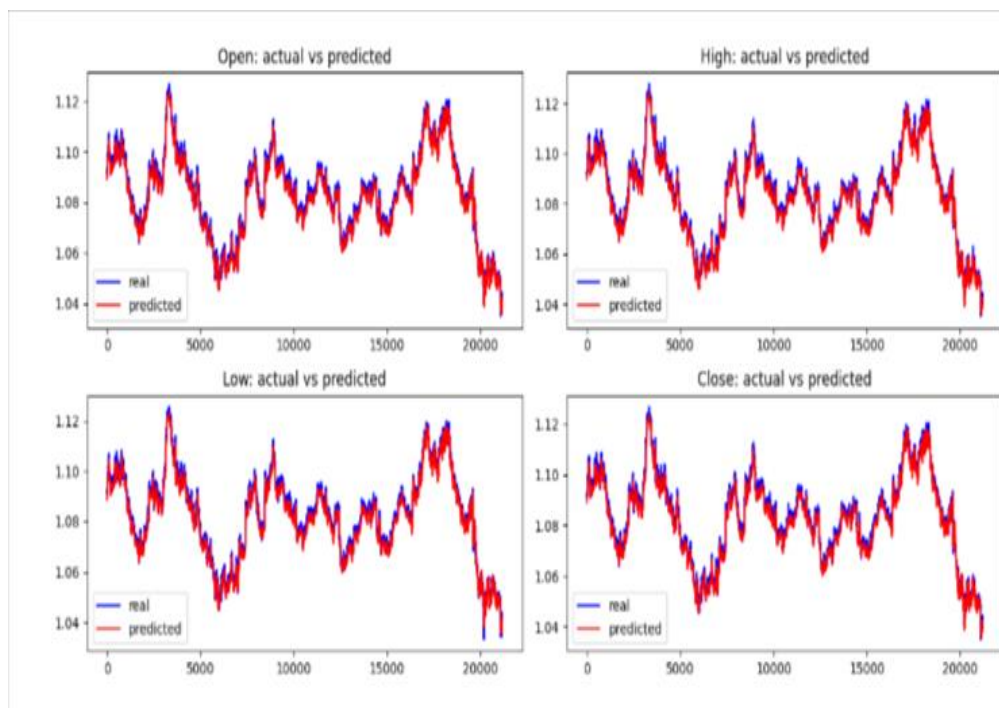 Open: actual vs predicted
1.12
1.10
1.08
1.06
1.04
real
predicted
0 5000 10000 15000 20000
High: actual vs predicted
1.12
1.10
1.08
1.06
1.04
real
predicted
0 5000 10000 15000 20000
Low: actual vs predicted
1.12
1.10
1.08
1.06
1.04
real
predicted
0 5000 10000 15000 20000
Close: actual vs predicted
1.12
1.10
1.08
1.06
1.04
real
predicted
0 5000 10000 15000 20000